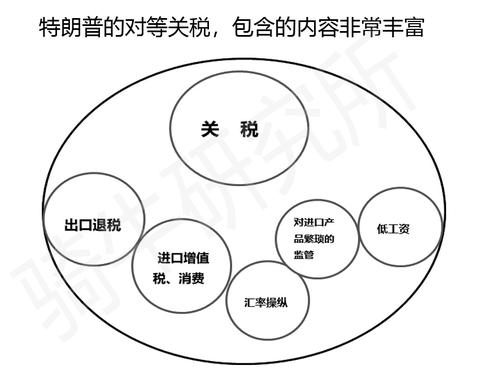 特朗普的对等关税，包含的内容非常丰富
关 税
出口退税
进口增值
税、消费
汇率操纵
对进口产
品繁琐的
监管
低工资
骑牛研究所